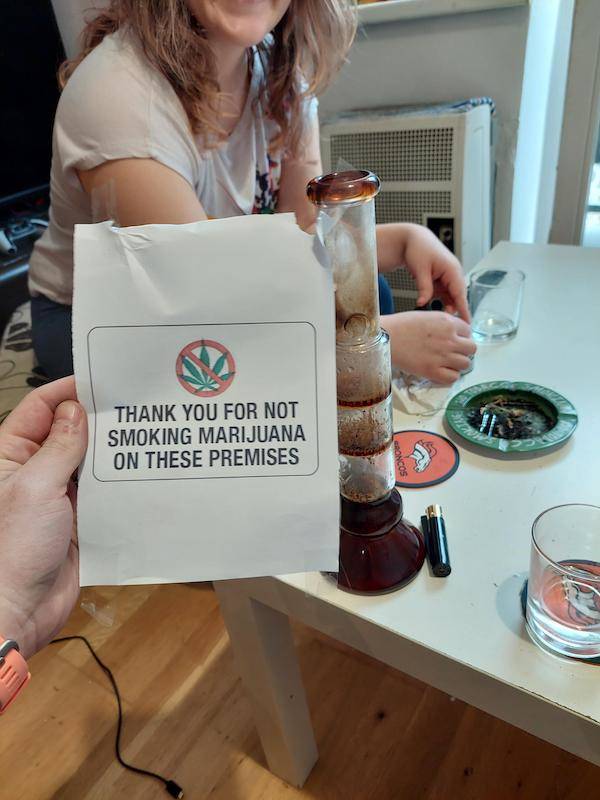 THANK YOU FOR NOT
SMOKING MARIJUANA
ON THESE PREMISES
BRONCOS